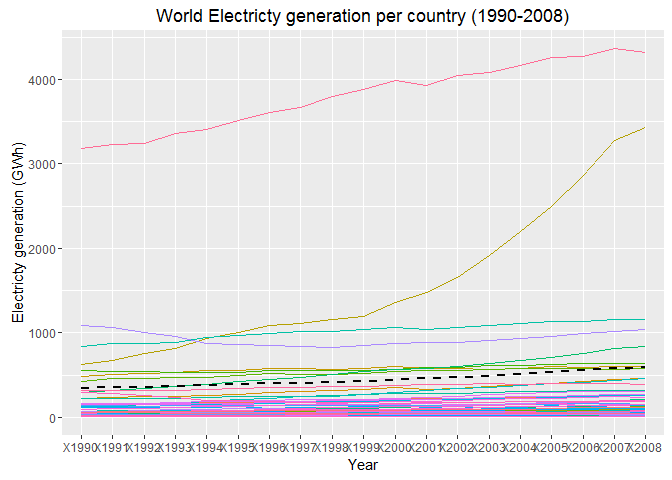 World Electricty generation per country (1990-2008)
Electricty generation (GWh)
4000
3000
2000
1000
0
X1990 X1991 X1992 X1993 X1994 X1995 X1996 X1997 X1998 X1999 X2000 X2001 X2002 X2003 X2004 X2005 X2006 X2007 X2008
Year